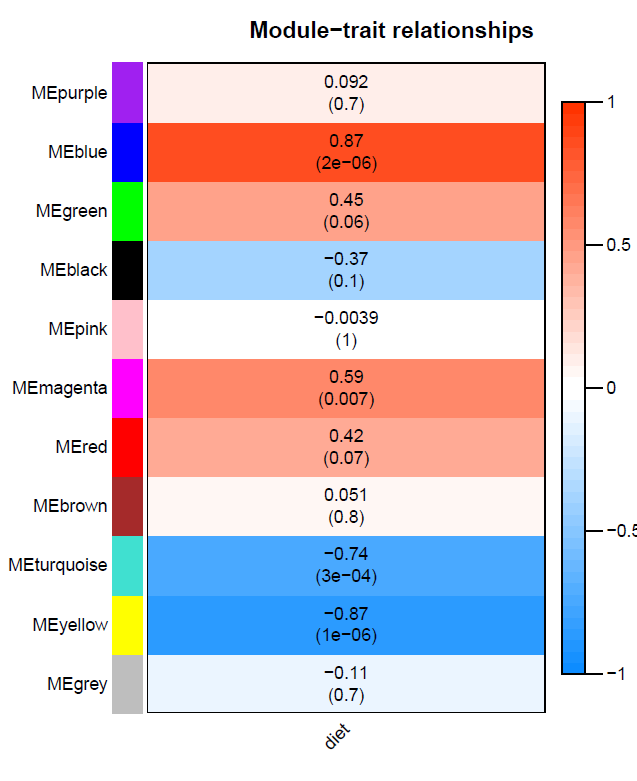 Module−trait relationships
MEpurple
0.092
(0.7)
MEblue
0.87
(2e−06)
MEgreen
0.45
(0.06)
MEblack
−0.37
(0.1)
MEpink
−0.0039
(1)
MEmagenta
0.59
(0.007)
MEred
0.42
(0.07)
MEbrown
0.051
(0.8)
MEturquoise
−0.74
(3e−04)
MEyellow
−0.87
(1e−06)
MEgrey
−0.11
(0.7)
diet
1
0.5
0
−0.5
−1